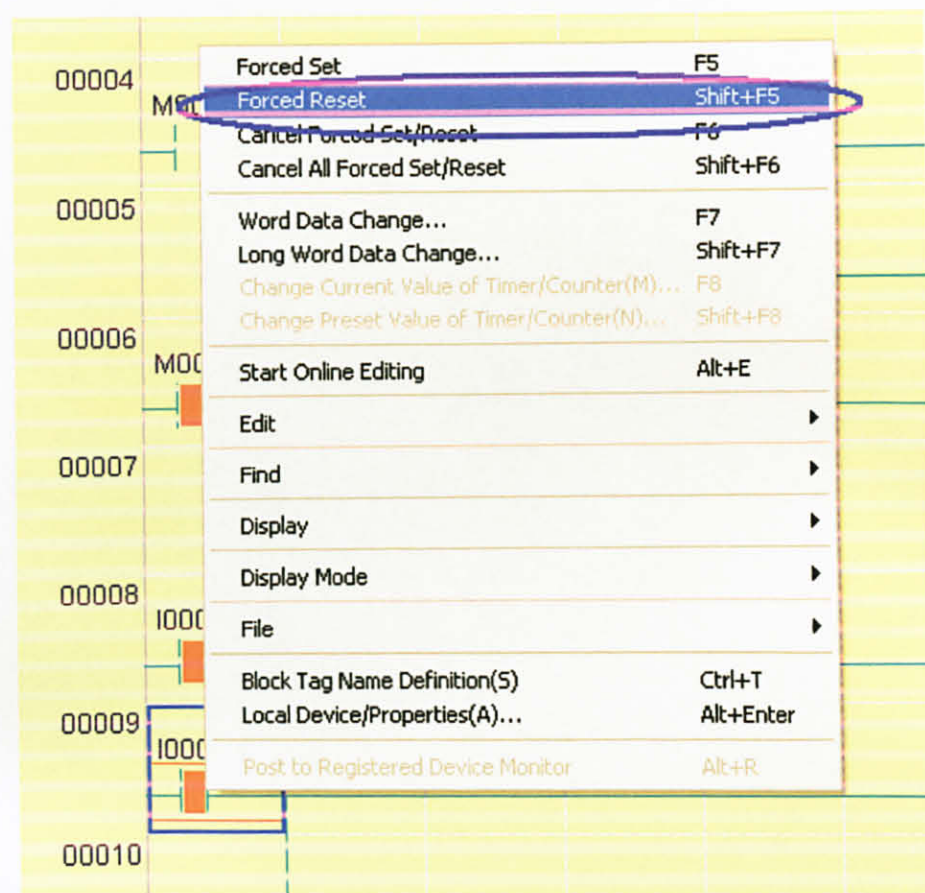 Forced Set F5
00004
M00
Forced Reset Shift+F5
Cancel Forced Set/Reset F6
Cancel All Forced Set/Reset Shift+F6
00005
Word Data Change... F7
Long Word Data Change... Shift+F7
Change Current Value of Timer/Counter(M)... F8
Change Preset Value of Timer/Counter(N)... Shift+F8
00006
M00
Start Online Editing Alt+E
Edit
00007
Find
Display
Display Mode
00008
I000
File
Block Tag Name Definition(S) Ctrl+T
00009
Local Device/Properties(A)... Alt+Enter
I000
Post to Registered Device Monitor Alt+R
00010